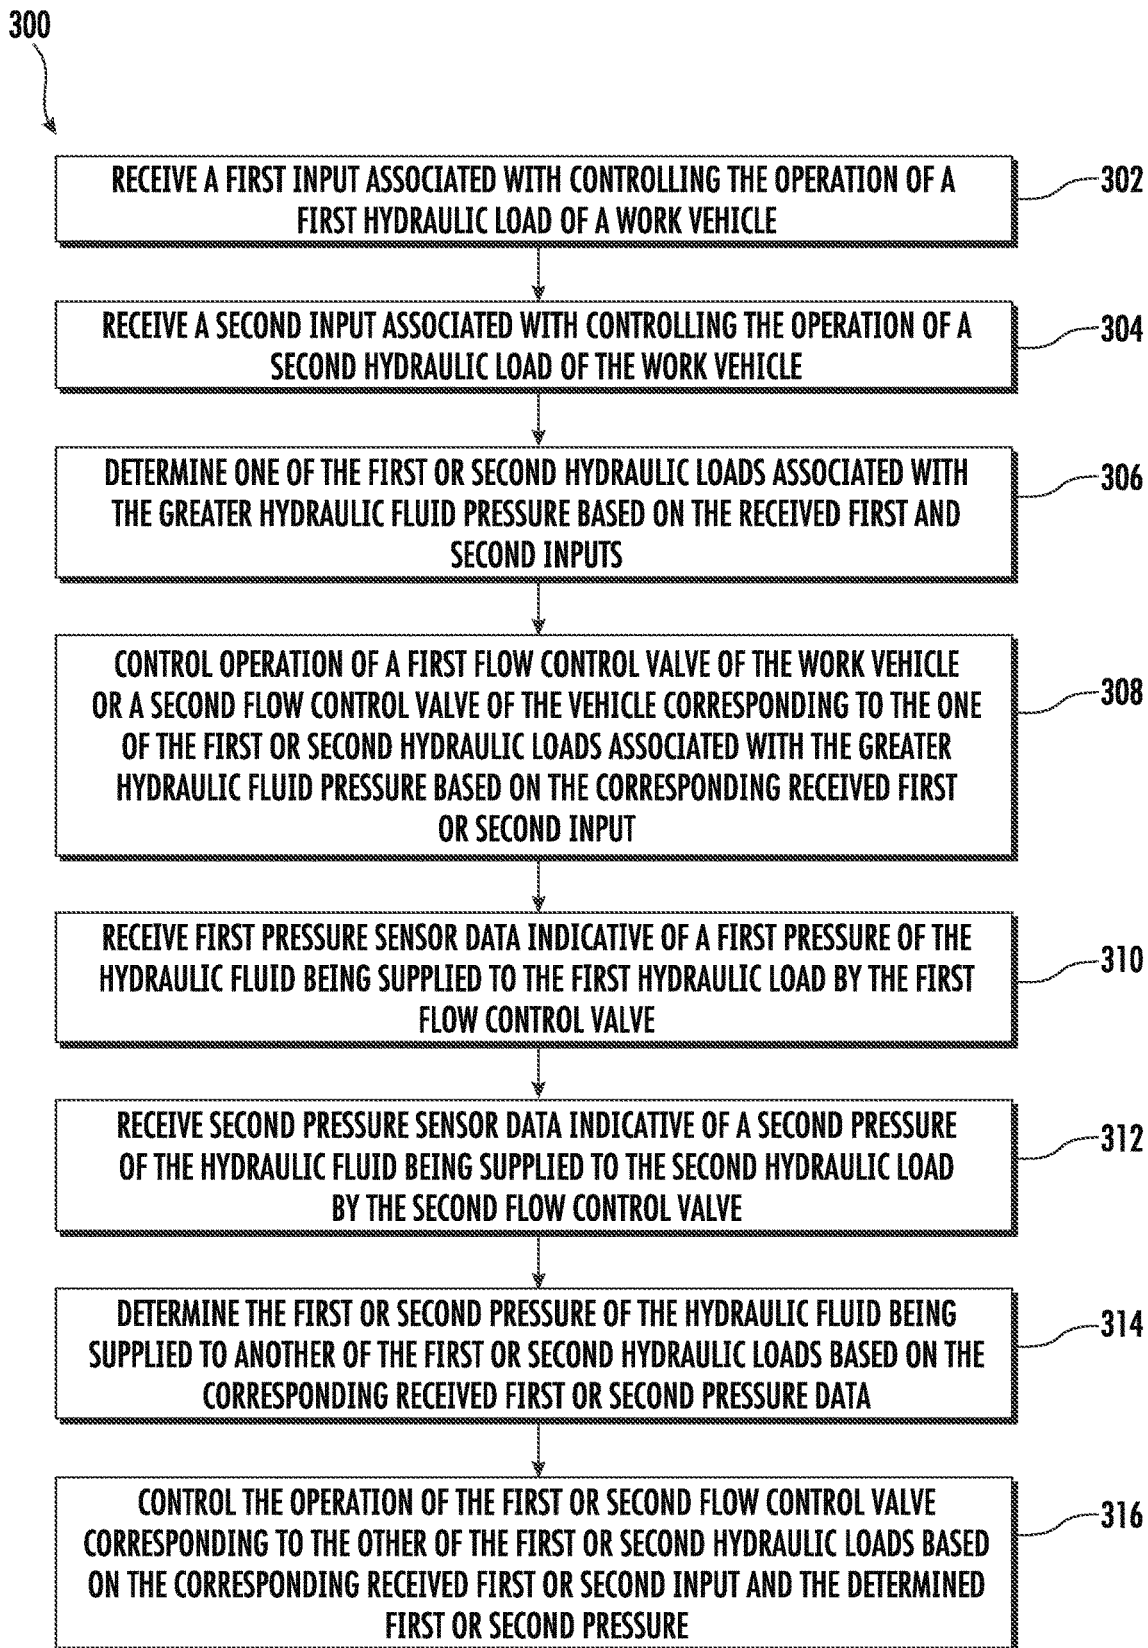 300
RECEIVE A FIRST INPUT ASSOCIATED WITH CONTROLLING THE OPERATION OF A
FIRST HYDRAULIC LOAD OF A WORK VEHICLE
302
RECEIVE A SECOND INPUT ASSOCIATED WITH CONTROLLING THE OPERATION OF A
SECOND HYDRAULIC LOAD OF THE WORK VEHICLE
304
DETERMINE ONE OF THE FIRST OR SECOND HYDRAULIC LOADS ASSOCIATED WITH
THE GREATER HYDRAULIC FLUID PRESSURE BASED ON THE RECEIVED FIRST AND
SECOND INPUTS
306
CONTROL OPERATION OF A FIRST FLOW CONTROL VALVE OF THE WORK VEHICLE
OR A SECOND FLOW CONTROL VALVE OF THE VEHICLE CORRESPONDING TO THE ONE
OF THE FIRST OR SECOND HYDRAULIC LOADS ASSOCIATED WITH THE GREATER
HYDRAULIC FLUID PRESSURE BASED ON THE CORRESPONDING RECEIVED FIRST
OR SECOND INPUT
308
RECEIVE FIRST PRESSURE SENSOR DATA INDICATIVE OF A FIRST PRESSURE OF THE
HYDRAULIC FLUID BEING SUPPLIED TO THE FIRST HYDRAULIC LOAD BY THE FIRST
FLOW CONTROL VALVE
310
RECEIVE SECOND PRESSURE SENSOR DATA INDICATIVE OF A SECOND PRESSURE
OF THE HYDRAULIC FLUID BEING SUPPLIED TO THE SECOND HYDRAULIC LOAD
BY THE SECOND FLOW CONTROL VALVE
312
DETERMINE THE FIRST OR SECOND PRESSURE OF THE HYDRAULIC FLUID BEING
SUPPLIED TO ANOTHER OF THE FIRST OR SECOND HYDRAULIC LOADS BASED ON THE
CORRESPONDING RECEIVED FIRST OR SECOND PRESSURE DATA
314
CONTROL THE OPERATION OF THE FIRST OR SECOND FLOW CONTROL VALVE
CORRESPONDING TO THE OTHER OF THE FIRST OR SECOND HYDRAULIC LOADS BASED
ON THE CORRESPONDING RECEIVED FIRST OR SECOND INPUT AND THE DETERMINED
FIRST OR SECOND PRESSURE
316